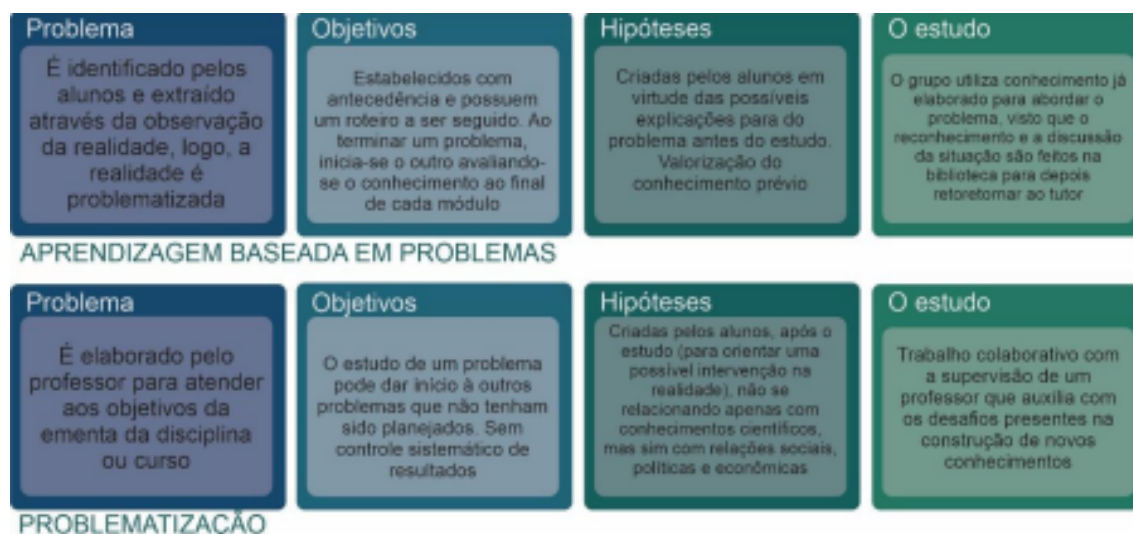 Problema
É identificado pelos
alunos e extraído
através da observação
da realidade, logo, a
realidade é
problematizada
Objetivos
Estabelecidos com
antecedência e possuem
um roteiro a ser seguido. Ao
terminar um problema,
inicia-se o outro avaliando-
se o conhecimento ao final
de cada módulo
Hipóteses
Criadas pelos alunos em
virtude das possíveis
explicações para do
problema antes do estudo.
Valorização do
conhecimento prévio
O estudo
O grupo utiliza conhecimento já
elaborado para abordar o
problema, visto que o
reconhecimento e a discussão
da situação são feitos na
biblioteca para depois
retoretornar ao tutor
APRENDIZAGEM BASEADA EM PROBLEMAS
Problema
É elaborado pelo
professor para atender
aos objetivos da
ementa da disciplina
ou curso
Objetivos
O estudo de um problema
pode dar início à outros
problemas que não tenham
sido planejados. Sem
controle sistemático de
resultados
Hipóteses
Criadas pelos alunos, após o
estudo (para orientar uma
possível intervenção na
realidade), não se
relacionando apenas com
conhecimentos científicos,
mas sim com relações sociais,
políticas e econômicas
O estudo
Trabalho colaborativo com
a supervisão de um
professor que auxilia com
os desafios presentes na
construção de novos
conhecimentos
PROBLEMATIZAÇÃO